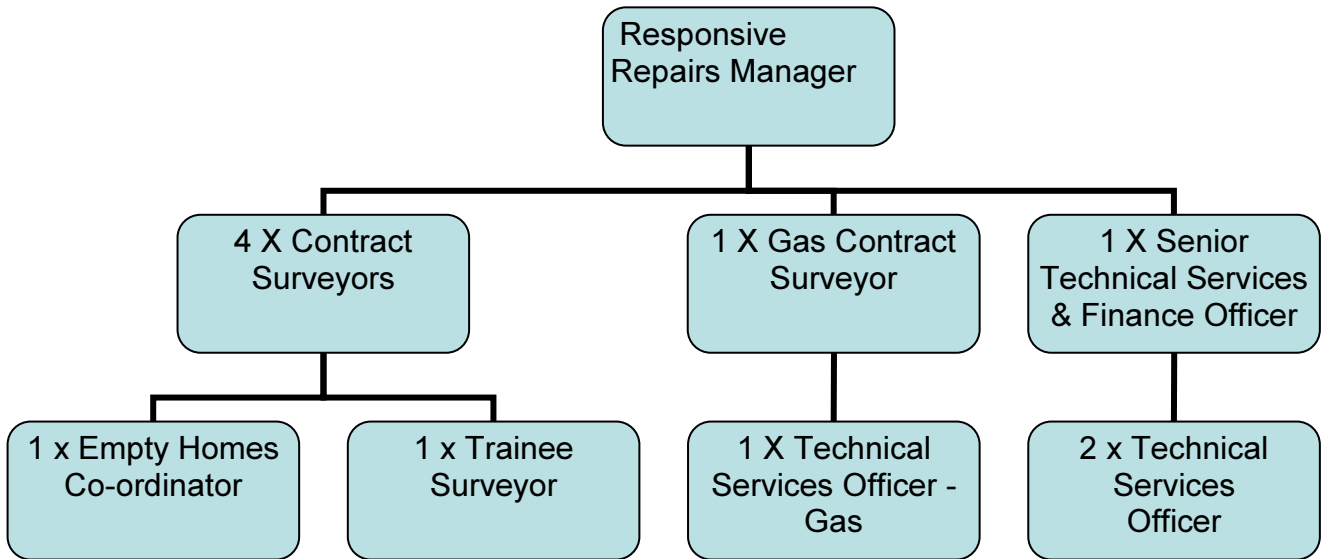 Responsive
Repairs Manager
4 X Contract
Surveyors
1 X Gas Contract
Surveyor
1 X Senior
Technical Services
& Finance Officer
1 x Empty Homes
Co-ordinator
1 x Trainee
Surveyor
1 X Technical
Services Officer -
Gas
2 x Technical
Services
Officer